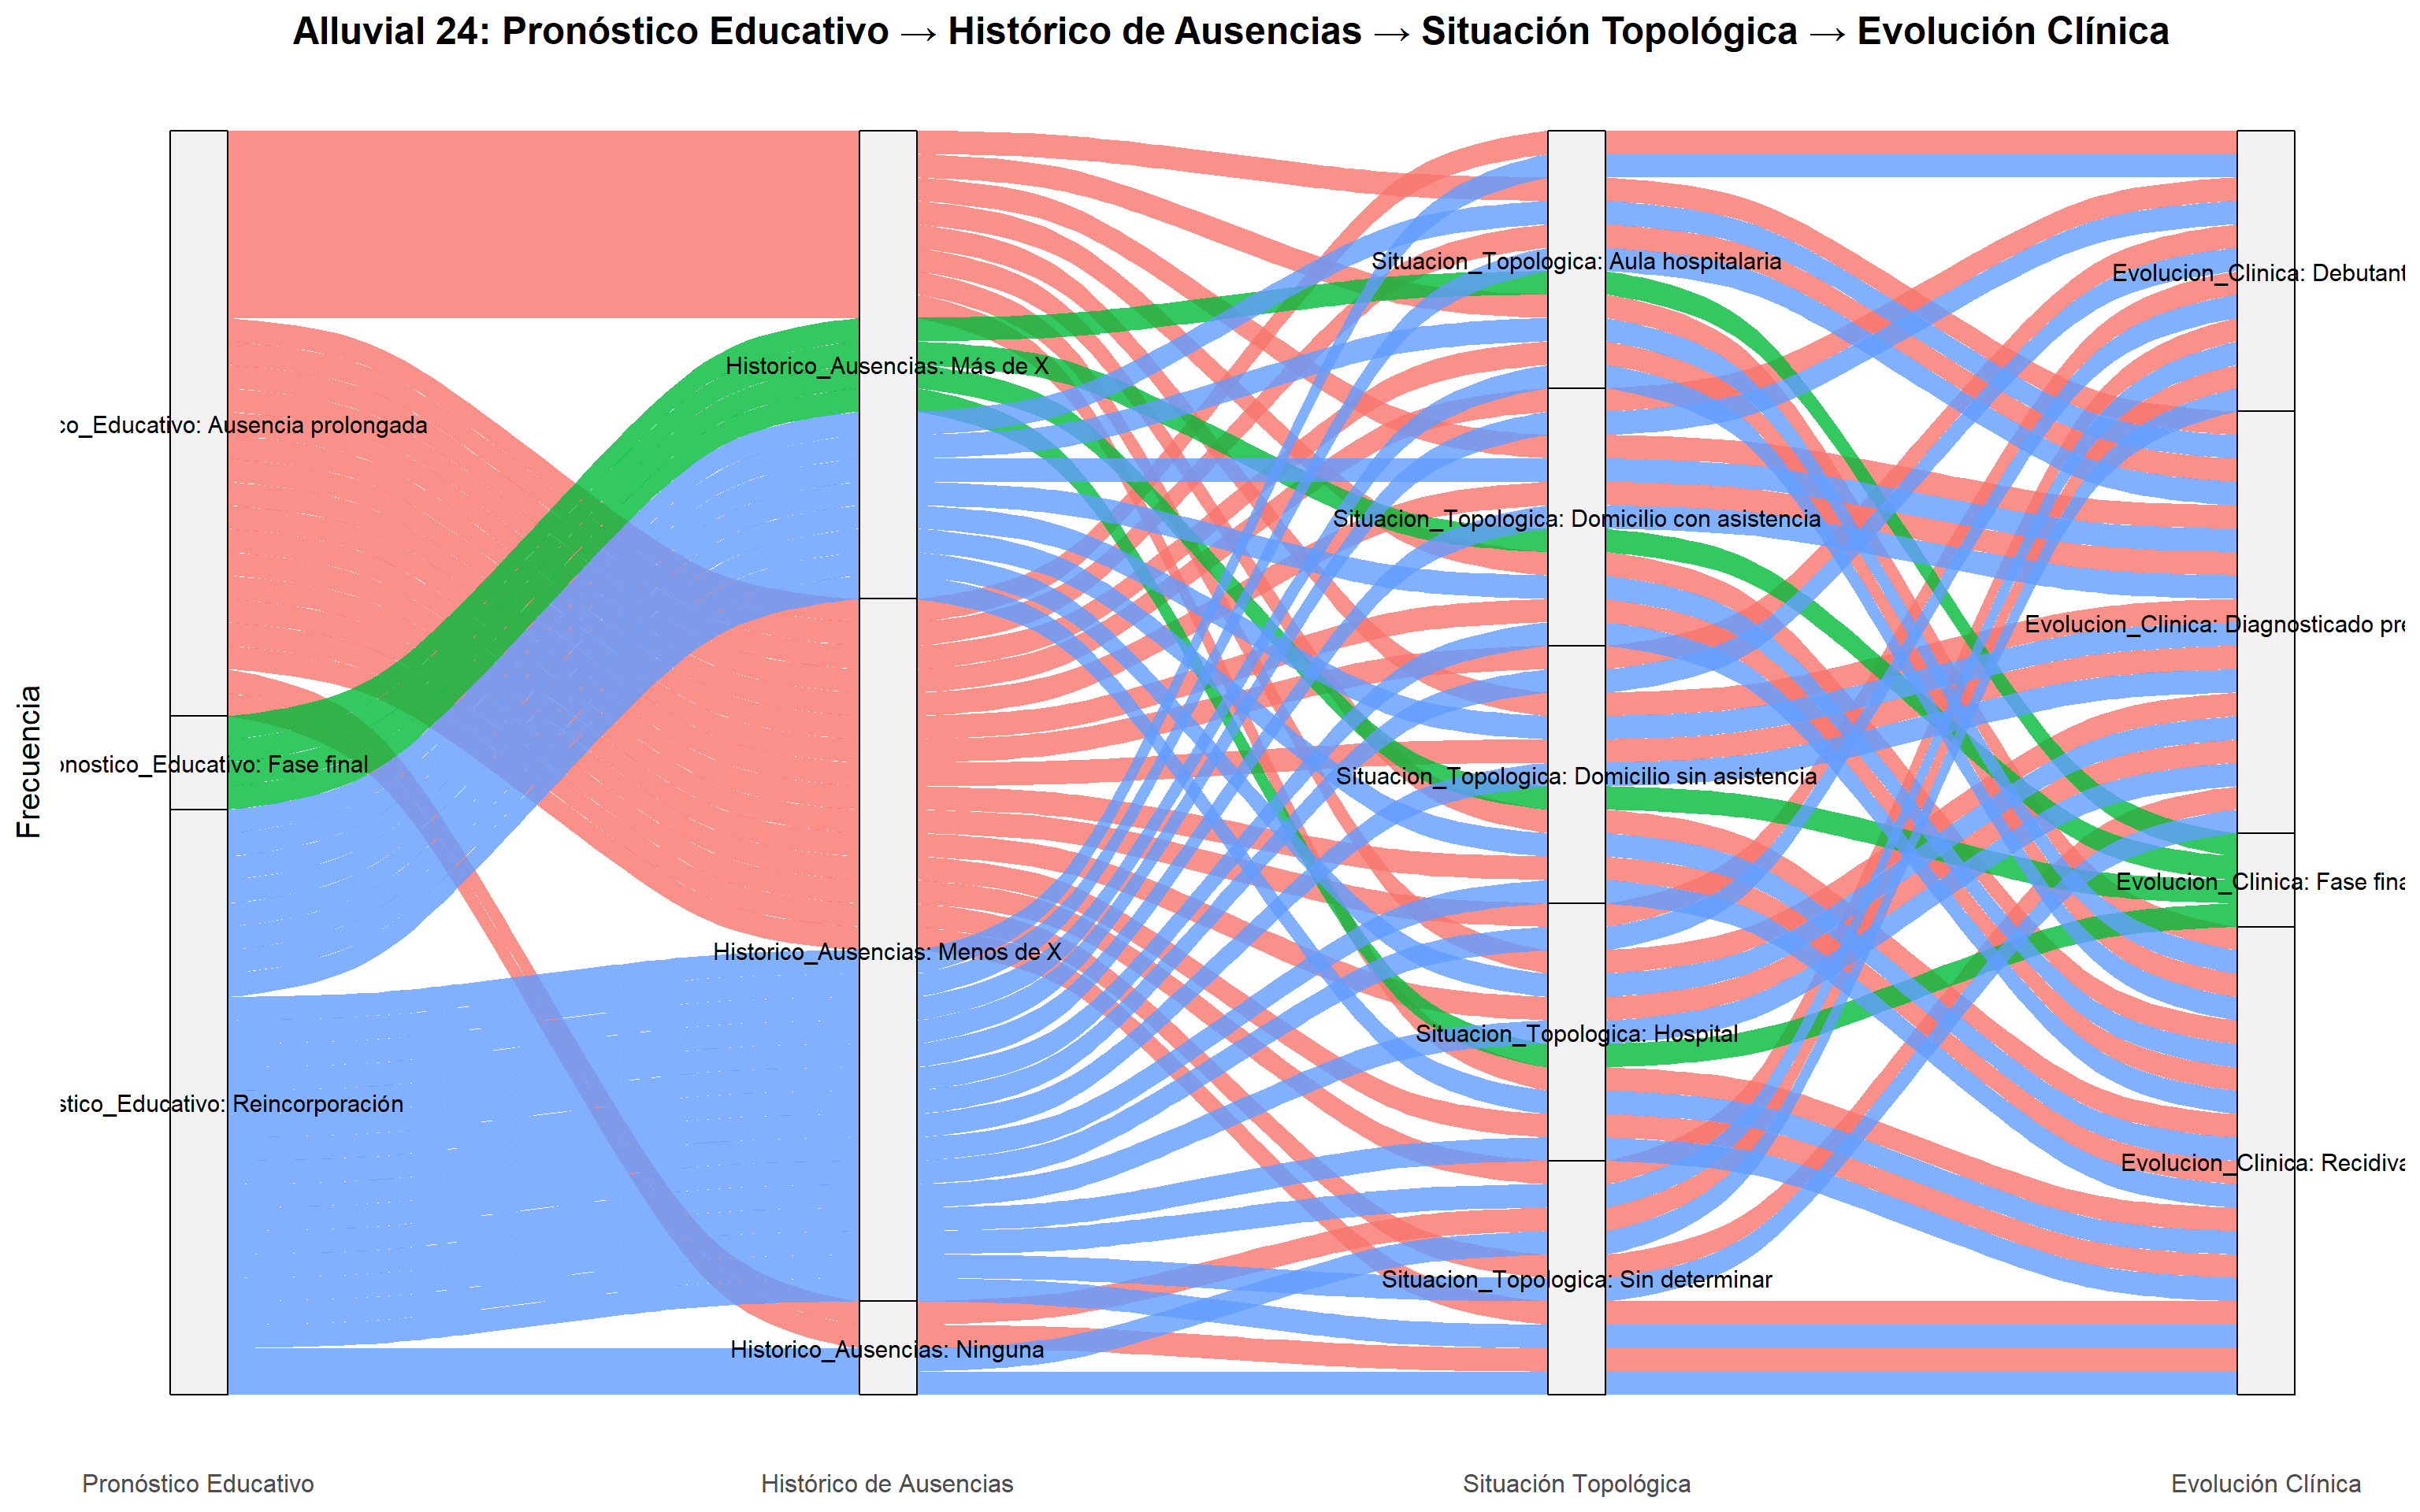 Alluvial 24: Pronóstico Educativo → Histórico de Ausencias → Situación Topológica → Evolución Clínica
Frecuencia
co_Educativo: Ausencia prolongada
onostico_Educativo: Fase final
stico_Educativo: Reincorporación
Historico_Ausencias: Más de X
Historico_Ausencias: Menos de X
Historico_Ausencias: Ninguna
Situacion_Topologica: Aula hospitalaria
Situacion_Topologica: Domicilio con asistencia
Situacion_Topologica: Domicilio sin asistencia
Situacion_Topologica: Hospital
Situacion_Topologica: Sin determinar
Evolucion_Clinica: Debutant
Evolucion_Clinica: Diagnosticado pre
Evolucion_Clinica: Fase fina
Evolucion_Clinica: Recidiva
Pronóstico Educativo
Histórico de Ausencias
Situación Topológica
Evolución Clínica